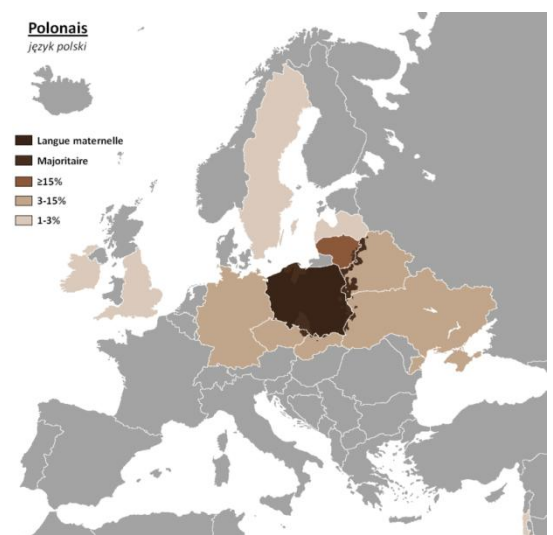 Polonais
język polski
Langue maternelle
Majoritaire
≥15%
3-15%
1-3%